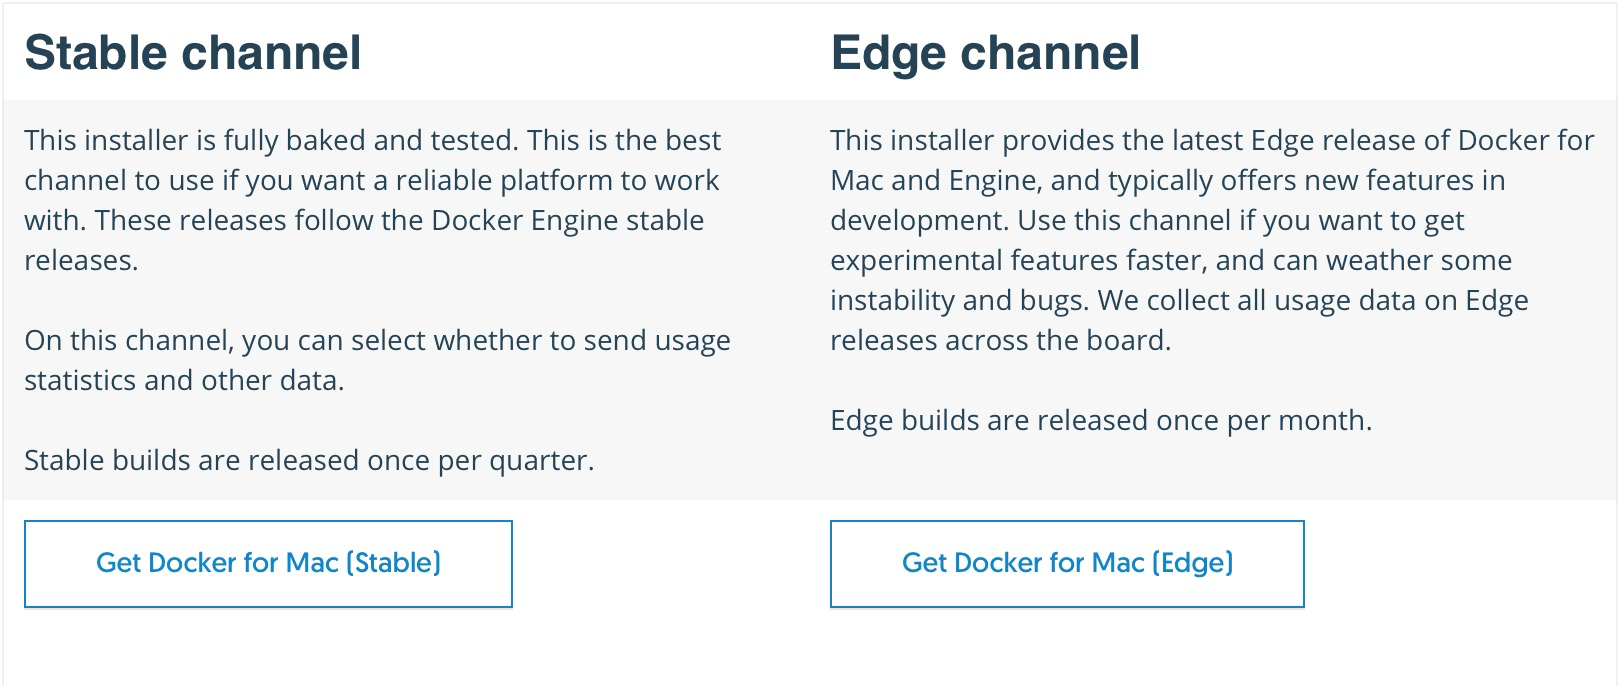 Stable channel
This installer is fully baked and tested. This is the best
channel to use if you want a reliable platform to work
with. These releases follow the Docker Engine stable
releases.
On this channel, you can select whether to send usage
statistics and other data.
Stable builds are released once per quarter.
Get Docker for Mac (Stable)
Edge channel
This installer provides the latest Edge release of Docker for
Mac and Engine, and typically offers new features in
development. Use this channel if you want to get
experimental features faster, and can weather some
instability and bugs. We collect all usage data on Edge
releases across the board.
Edge builds are released once per month.
Get Docker for Mac (Edge)